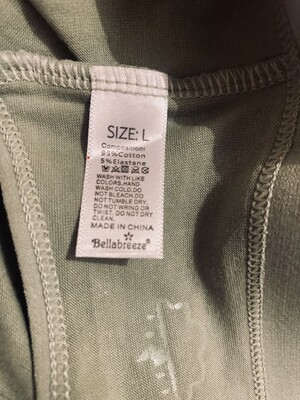 SIZE: L
Composition:
95%Cotton
5%Elastane
WASH WITH LIKE
COLORS.HAND
WASH COLD.DO
NOT BLEACH.DO
NOT TUMBLE DRY.
DO NOT WRING OR
TWIST. DO NOT DRY
CLEAN.
MADE IN CHINA
Bellabreeze®